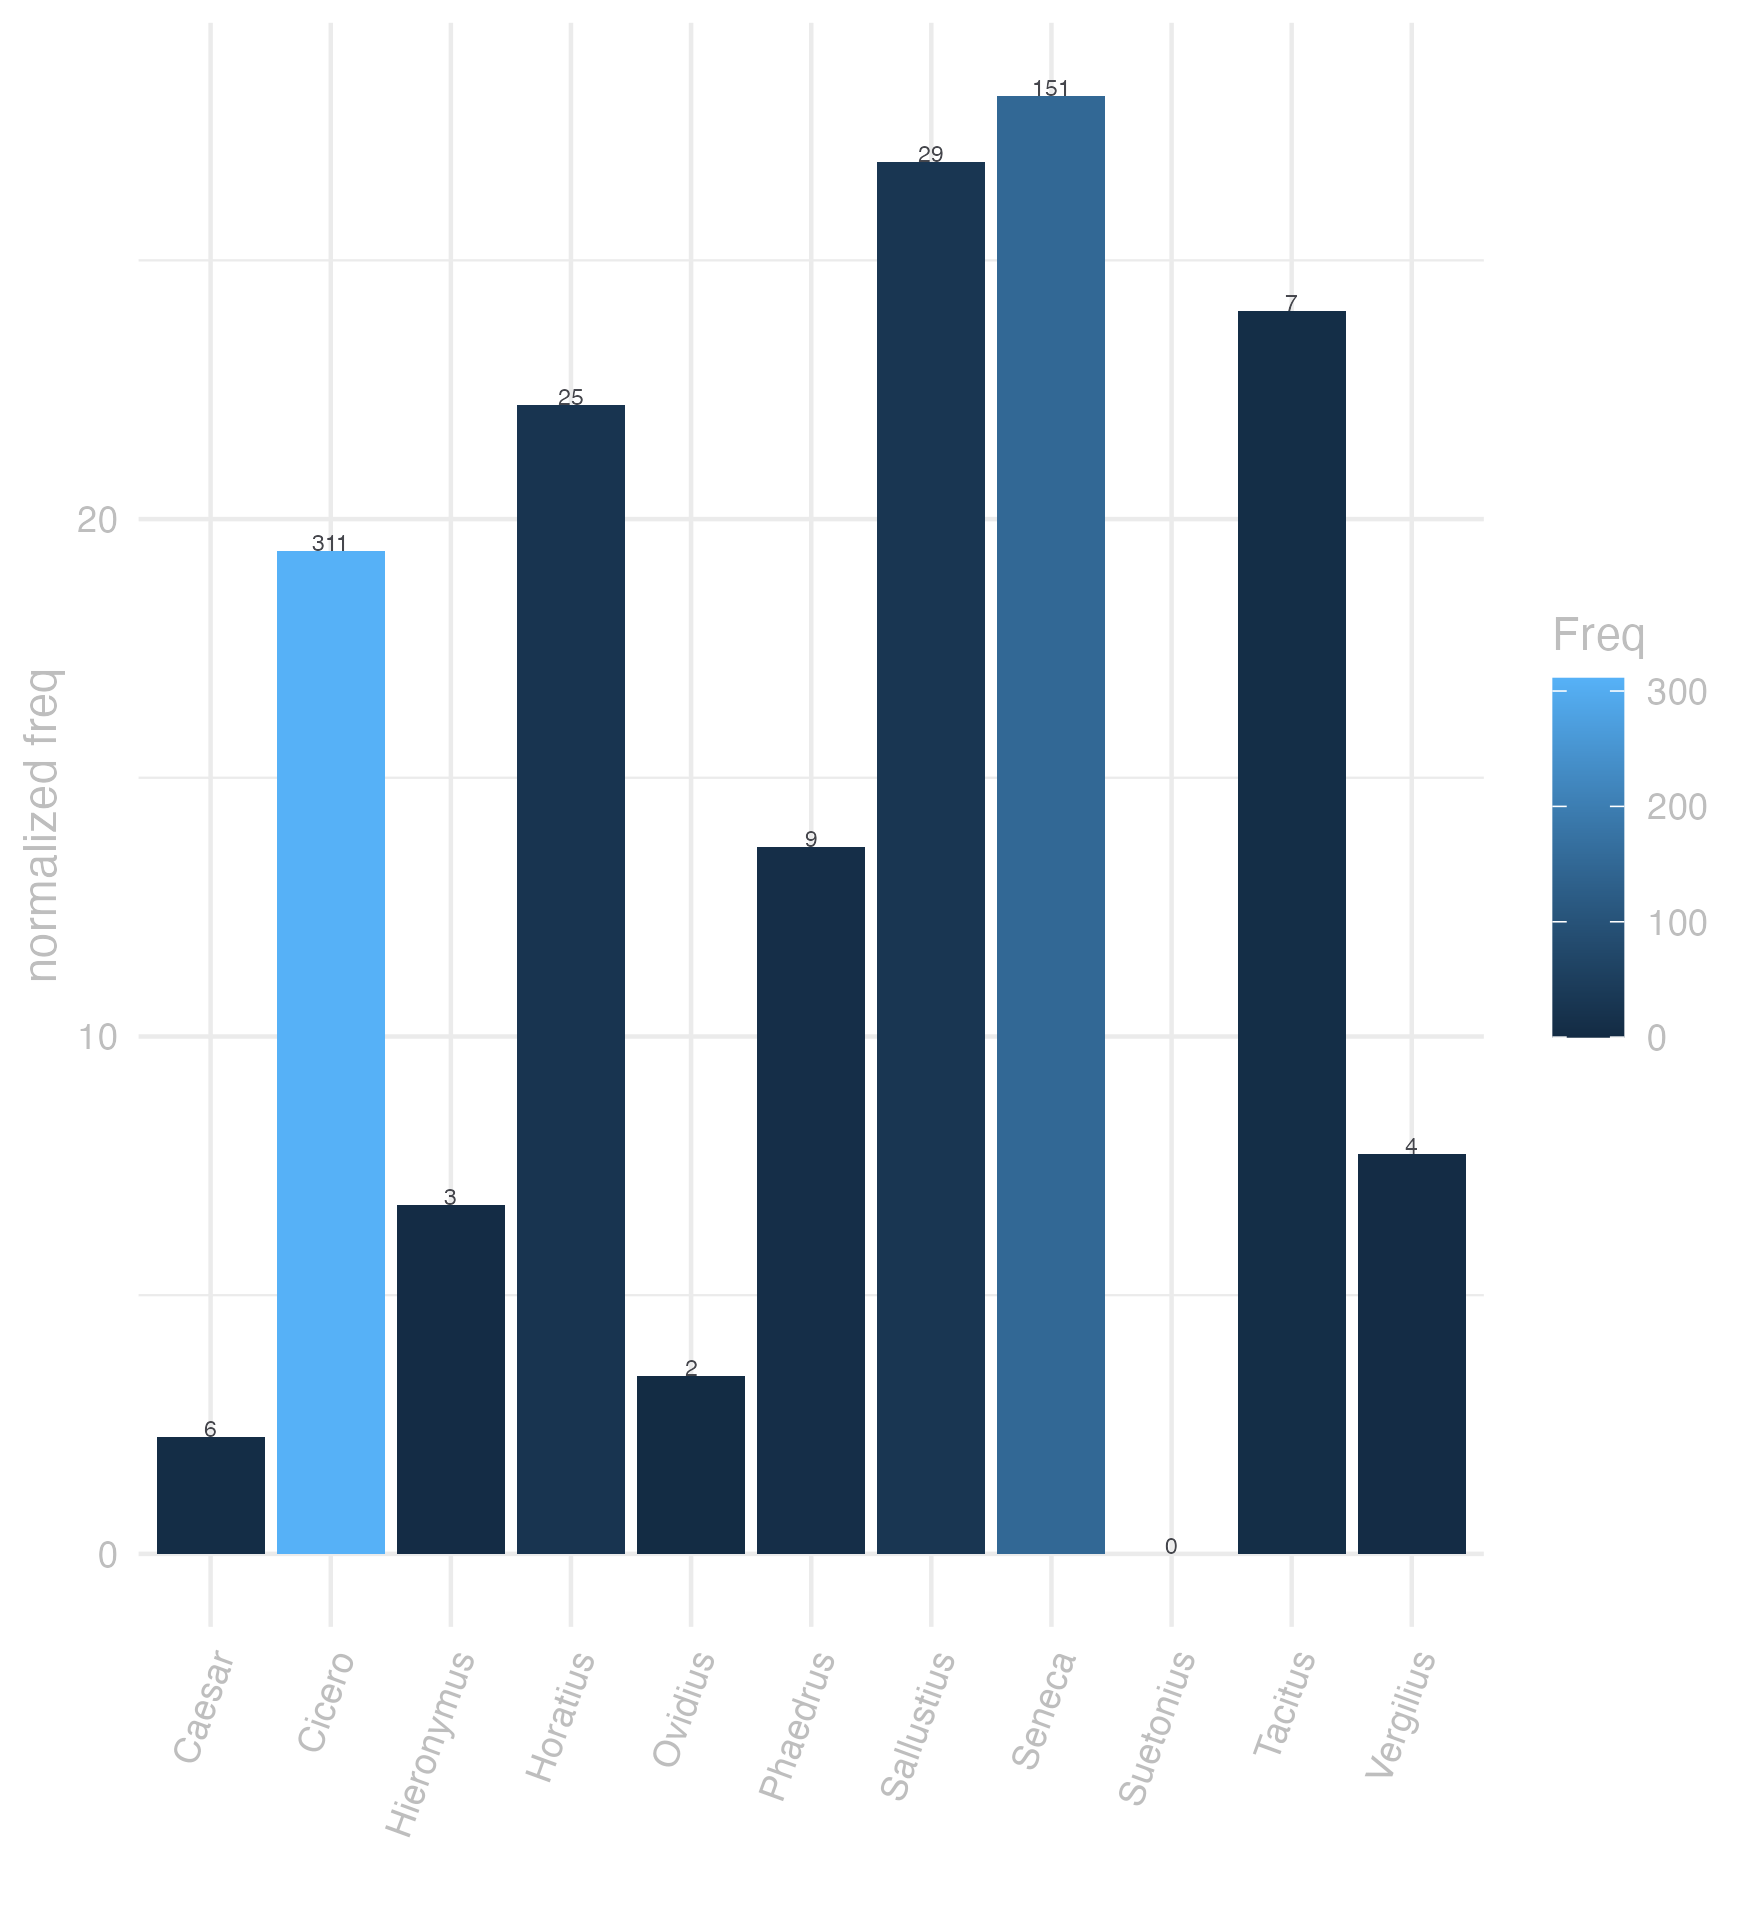 151
29
7
25
20
311
normalized freq
Freq
300
200
100
0
9
10
4
3
2
6
0
0
Caesar
Cicero
Hieronymus
Horatius
Ovidius
Phaedrus
Sallustius
Seneca
Suetonius
Tacitus
Vergilius